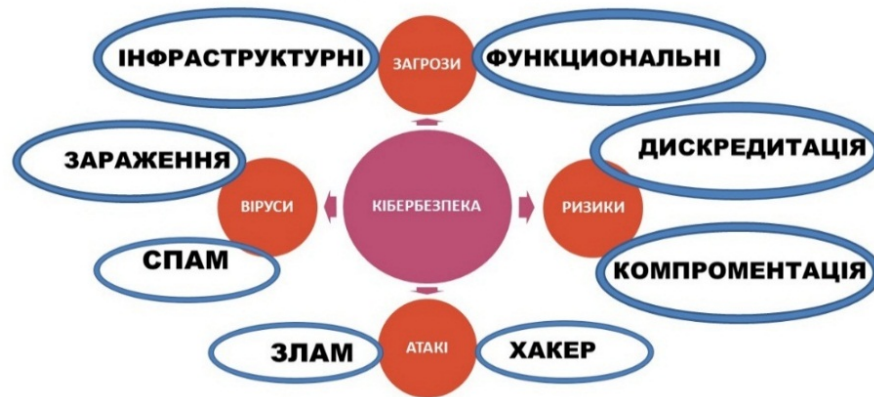 ІНФРАСТРУКТУРНІ
ЗАГРОЗИ
ФУНКЦИОНАЛЬНІ
ЗАРАЖЕННЯ
ДИСКРЕДИТАЦІЯ
ВІРУСИ
КІБЕРБЕЗПЕКА
РИЗИКИ
СПАМ
КОМПРОМЕНТАЦІЯ
ЗЛАМ
АТАКІ
ХАКЕР